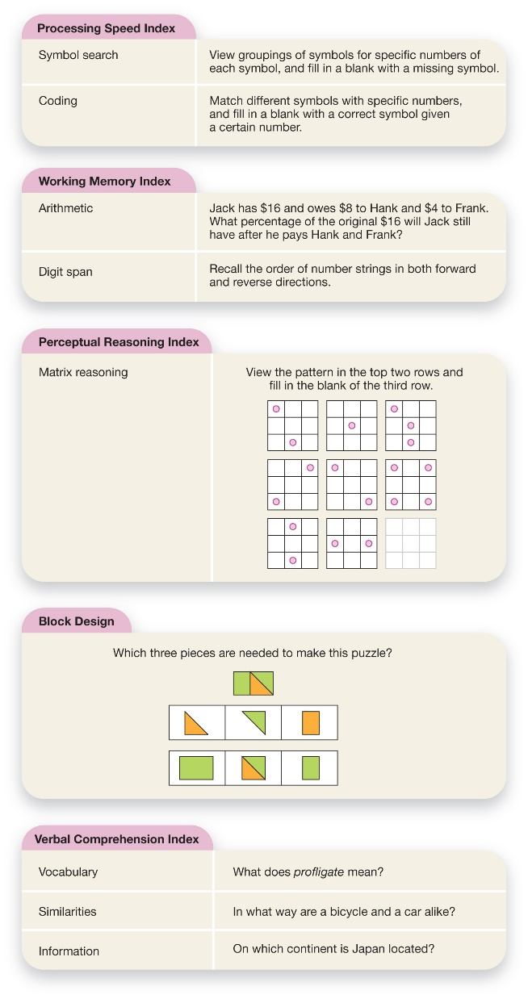 Processing Speed Index
Symbol search
View groupings of symbols for specific numbers of
each symbol, and fill in a blank with a missing symbol.
Coding
Match different symbols with specific numbers,
and fill in a blank with a correct symbol given
a certain number.
Working Memory Index
Arithmetic
Jack has $16 and owes $8 to Hank and $4 to Frank.
What percentage of the original $16 will Jack still
have after he pays Hank and Frank?
Digit span
Recall the order of number strings in both forward
and reverse directions.
Perceptual Reasoning Index
Matrix reasoning
View the pattern in the top two rows and
fill in the blank of the third row.
Block Design
Which three pieces are needed to make this puzzle?
Verbal Comprehension Index
Vocabulary
What does profligate mean?
Similarities
In what way are a bicycle and a car alike?
Information
On which continent is Japan located?